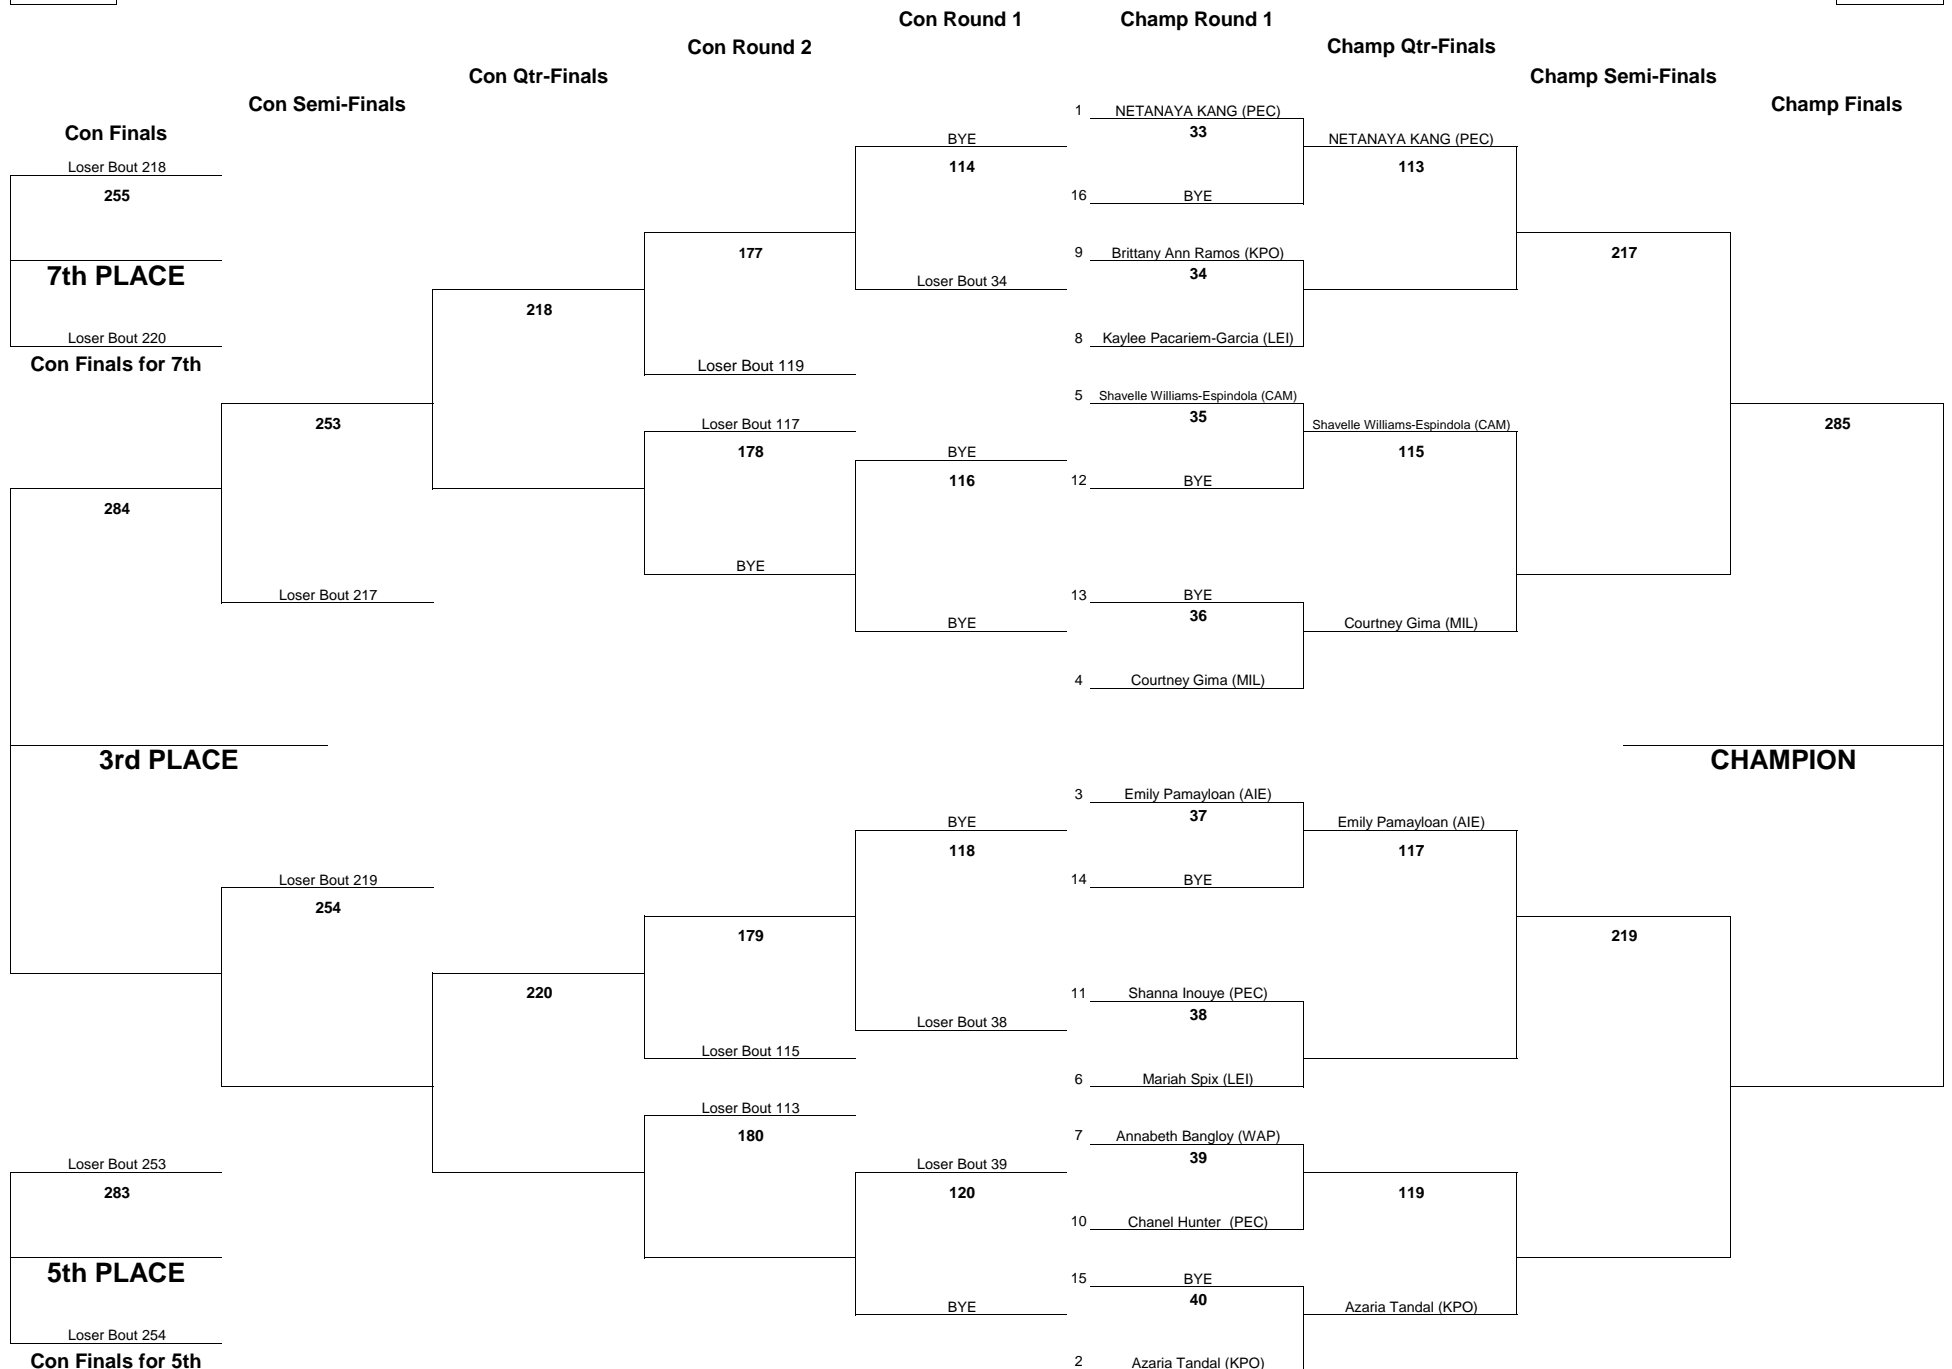 Con Round 1
Champ Round 1
Con Round 2
Champ Qtr-Finals
Con Qtr-Finals
Champ Semi-Finals
Con Semi-Finals
Champ Finals
Con Finals
Loser Bout 218
255
7th PLACE
Loser Bout 220
Con Finals for 7th
284
3rd PLACE
Loser Bout 253
283
5th PLACE
Loser Bout 254
Con Finals for 5th
253
Loser Bout 217
Loser Bout 219
254
218
220
177
Loser Bout 119
Loser Bout 117
178
BYE
179
Loser Bout 115
Loser Bout 113
180
BYE
114
Loser Bout 34
BYE
116
BYE
BYE
118
Loser Bout 38
Loser Bout 39
120
BYE
1 NETANAYA KANG (PEC)
33
16 BYE
9 Brittany Ann Ramos (KPO)
34
8 Kaylee Pacariem-Garcia (LEI)
5 Shavelle Williams-Espindola (CAM)
35
12 BYE
13 BYE
36
4 Courtney Gima (MIL)
3 Emily Pamayloan (AIE)
37
14 BYE
11 Shanna Inouye (PEC)
38
6 Mariah Spix (LEI)
7 Annabeth Bangloy (WAP)
39
10 Chanel Hunter (PEC)
15 BYE
40
2 Azaria Tandal (KPO)
NETANAYA KANG (PEC)
113
Shavelle Williams-Espindola (CAM)
115
Courtney Gima (MIL)
Emily Pamayloan (AIE)
117
119
Azaria Tandal (KPO)
217
219
285
CHAMPION